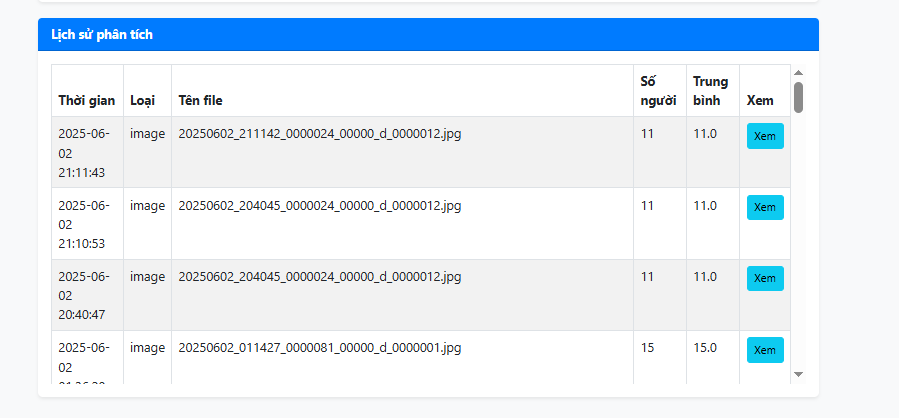 Lịch sử phân tích
Thời gian Loại Tên file Số người Trung bình Xem
2025-06-
02
21:11:43 image 20250602_211142_0000024_00000_d_0000012.jpg 11 11.0 Xem
2025-06-
02
21:10:53 image 20250602_204045_0000024_00000_d_0000012.jpg 11 11.0 Xem
2025-06-
02
20:40:47 image 20250602_204045_0000024_00000_d_0000012.jpg 11 11.0 Xem
2025-06-
02 image 20250602_011427_0000081_00000_d_0000001.jpg 15 15.0 Xem